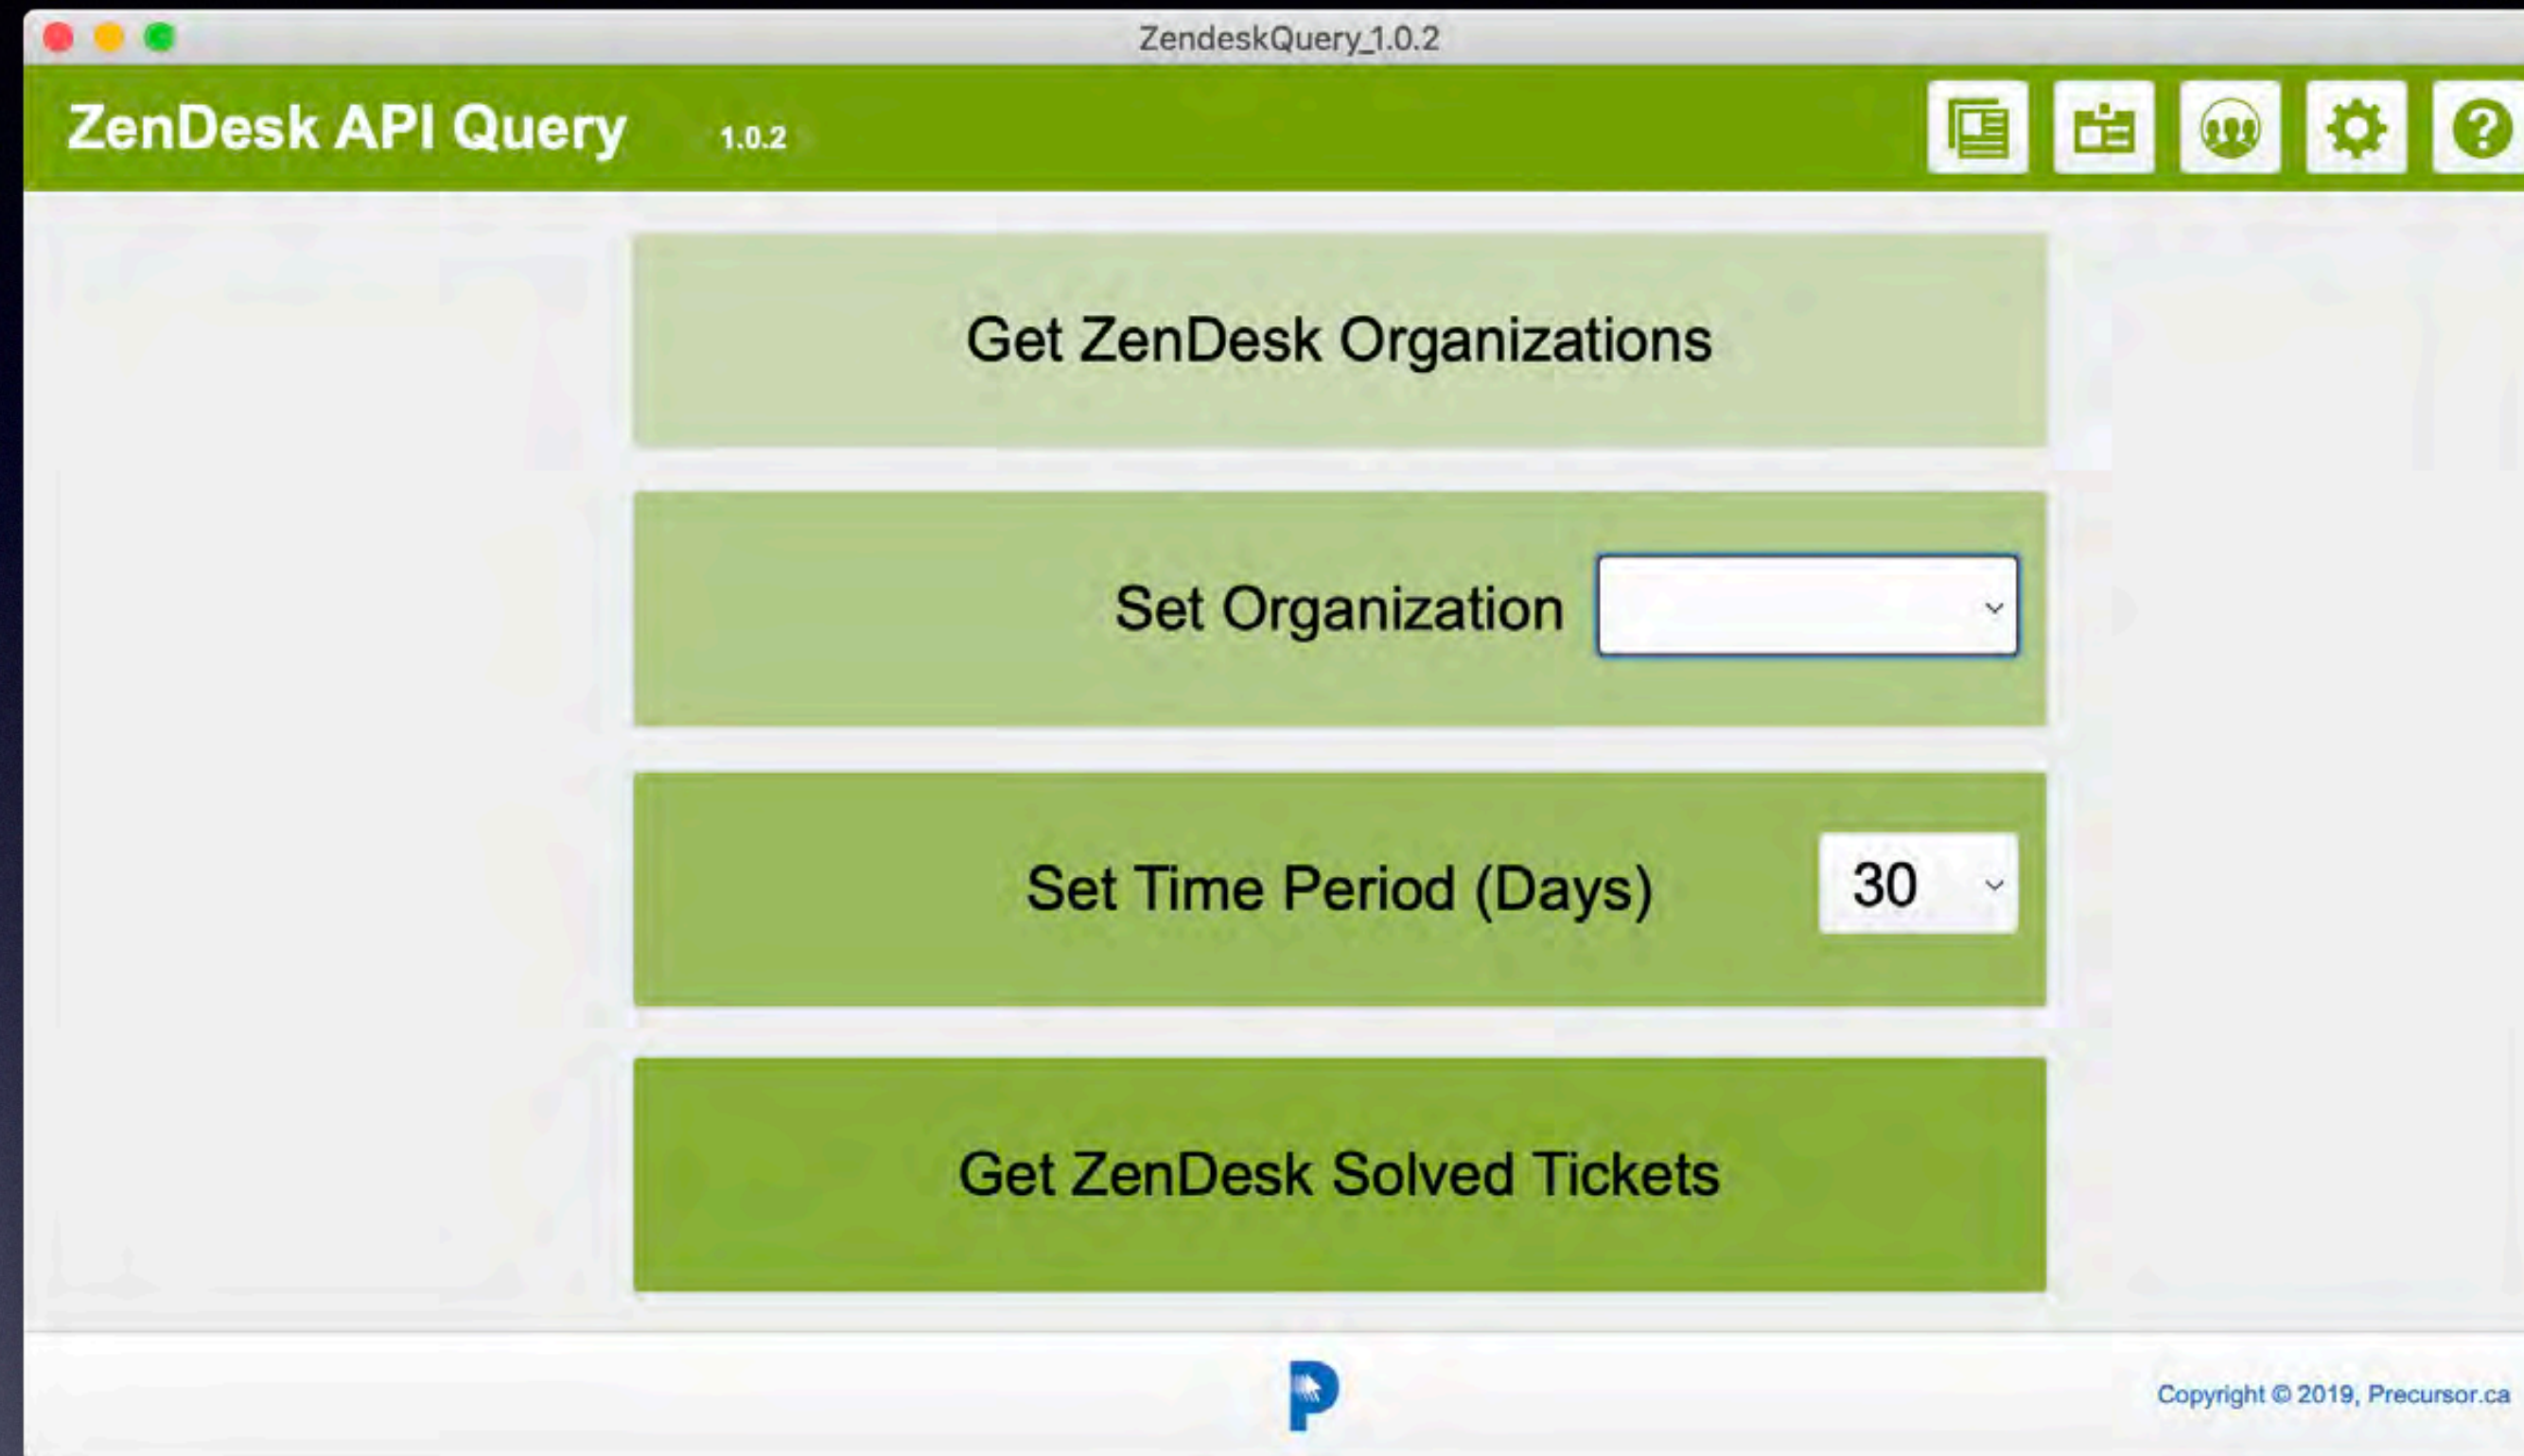 ZendeskQuery_1.0.2
ZenDesk API Query 1.0.2
Get ZenDesk Organizations
Set Organization
Set Time Period (Days) 30
Get ZenDesk Solved Tickets
Copyright © 2019, Precursor.ca